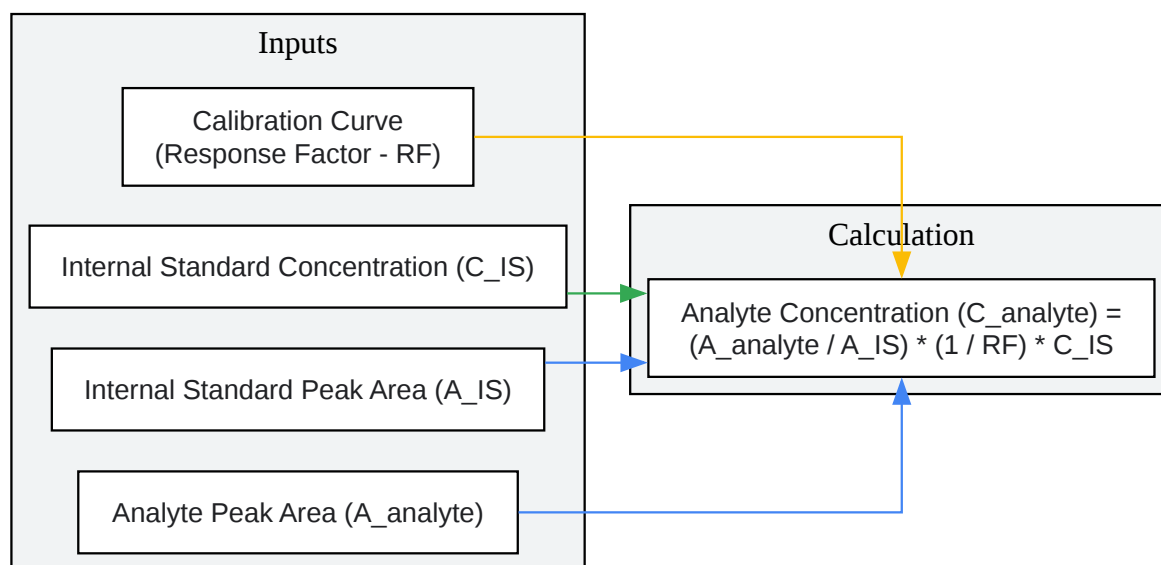 Inputs
Calibration Curve
(Response Factor - RF)
Internal Standard Concentration (C_IS)
Internal Standard Peak Area (A_IS)
Analyte Peak Area (A_analyte)
Calculation
Analyte Concentration (C_analyte) =
(A_analyte / A_IS) * (1 / RF) * C_IS